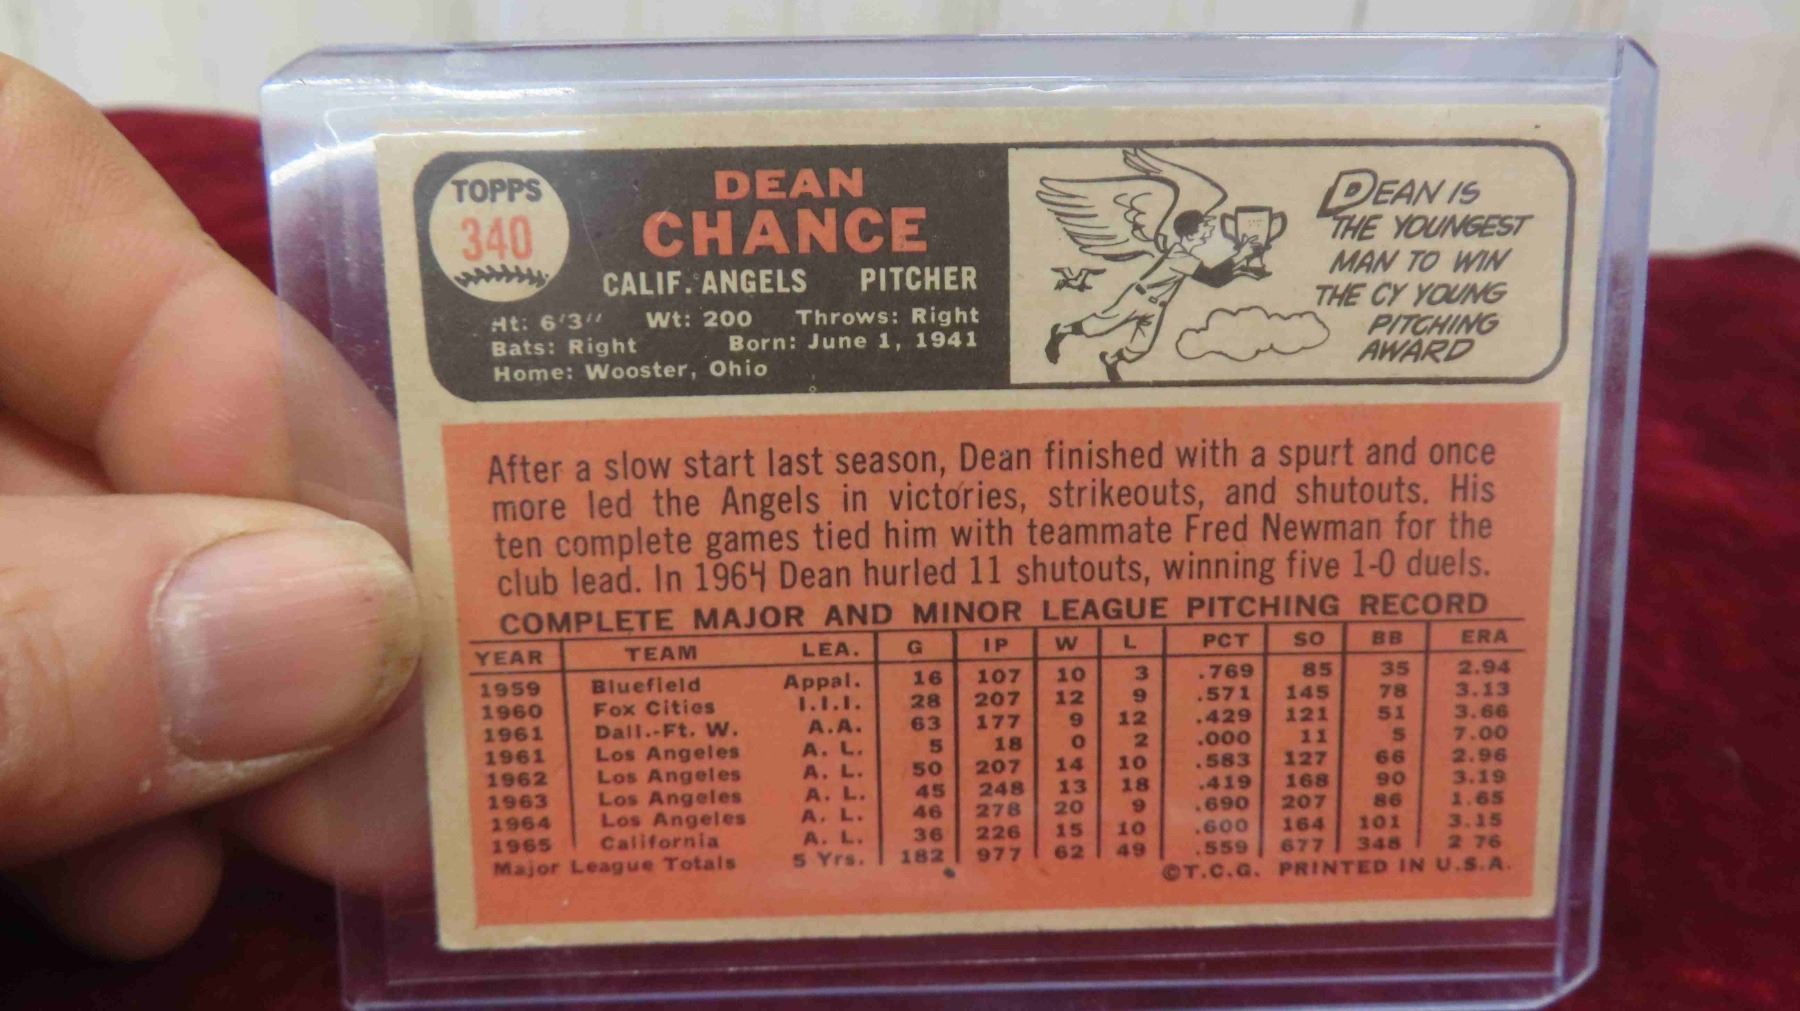 TOPPS
340
DEAN
CHANCE
CALIF. ANGELS PITCHER
Ht: 6'3" Wt: 200 Throws: Right
Bats: Right Born: June 1, 1941
Home: Wooster, Ohio
DEAN IS
THE YOUNGEST
MAN TO WIN
THE CY YOUNG
PITCHING
AWARD
After a slow start last season, Dean finished with a spurt and once
more led the Angels in victories, strikeouts, and shutouts. His
ten complete games tied him with teammate Fred Newman for the
club lead. In 1964 Dean hurled 11 shutouts, winning five 1-0 duels.
COMPLETE MAJOR AND MINOR LEAGUE PITCHING RECORD
YEAR TEAM LEA. G IP W L PCT SO BB ERA
1959 Bluefield Appal. 16 107 10 3 .769 85 35 2.94
1960 Fox Cities I.I.I. 28 207 12 9 .571 145 78 3.13
1961 Dall.-Ft. W. A.A. 63 177 9 12 .429 121 51 3.66
1961 Los Angeles A. L. 5 18 0 2 .000 11 5 7.00
1962 Los Angeles A. L. 50 207 14 10 .583 127 66 2.96
1963 Los Angeles A. L. 45 248 13 18 .419 168 90 3.19
1964 Los Angeles A. L. 46 278 20 9 .690 207 86 1.65
1965 California A. L. 36 226 15 10 .600 164 101 3.15
Major League Totals 5 Yrs. 182 977 62 49 .559 677 348 2 76
©T.C.G. PRINTED IN U.S.A.